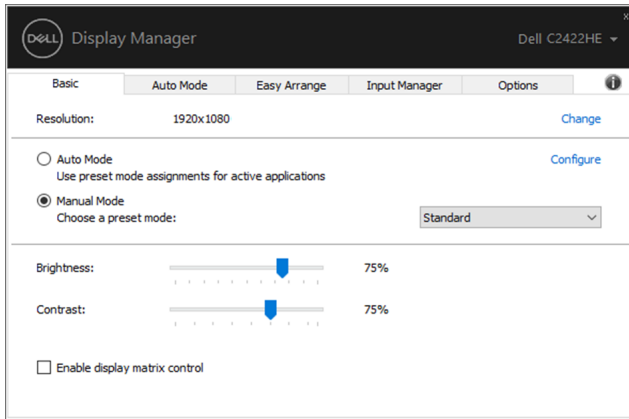 DELL Display Manager
Dell C2422HE
Basic Auto Mode Easy Arrange Input Manager Options
Resolution: 1920x1080 Change
Auto Mode Configure
Use preset mode assignments for active applications
Manual Mode
Choose a preset mode: Standard
Brightness: 75%
Contrast: 75%
Enable display matrix control